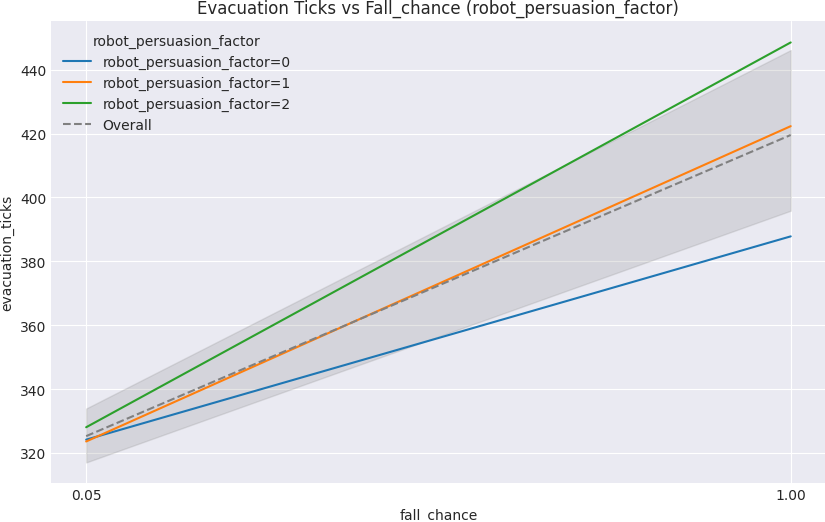 Evacuation Ticks vs Fall_chance (robot_persuasion_factor)
robot_persuasion_factor
robot_persuasion_factor=0
robot_persuasion_factor=1
robot_persuasion_factor=2
Overall
evacuation_ticks
440
420
400
380
360
340
320
0.05
1.00
fall_chance